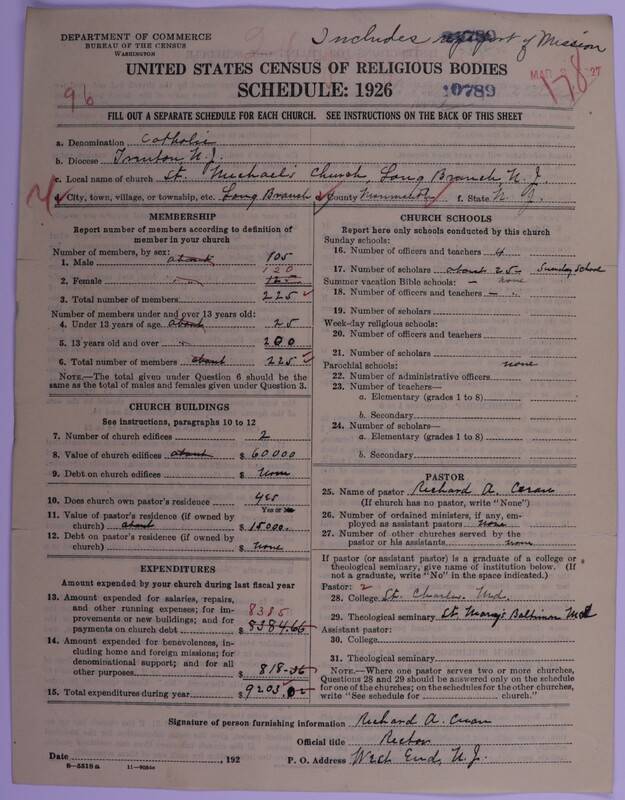 DEPARTMENT OF COMMERCE
BUREAU OF THE CENSUS
WASHINGTON
Includes report of Mission
10789
UNITED STATES CENSUS OF RELIGIOUS BODIES
SCHEDULE: 1926
96
178
10789
FILL OUT A SEPARATE SCHEDULE FOR EACH CHURCH. SEE INSTRUCTIONS ON THE BACK OF THIS SHEET
a. Denomination Catholic
b. Diocese Trenton, N. J.
c. Local name of church St. Michael's Church, Long Branch N. J.
d. City, town, village, or township, etc. Long Branch e. County Monmouth f. State N. J.
MEMBERSHIP
Report number of members according to definition of member in your church
Number of members, by sex:
1. Male about 105
120
2. Female 125
3. Total number of members 225
Number of members under and over 13 years old:
4. Under 13 years of age about 25
5. 13 years old and over 200
6. Total number of members about 225
NOTE.—The total given under Question 6 should be the same as the total of males and females given under Question 3.
CHURCH BUILDINGS
See instructions, paragraphs 10 to 12
7. Number of church edifices 2
8. Value of church edifices about $ 60000
9. Debt on church edifices $ None
10. Does church own pastor's residence yes
Yes or No
11. Value of pastor's residence (if owned by church) about $ 15000.
12. Debt on pastor's residence (if owned by church) $ None
EXPENDITURES
Amount expended by your church during last fiscal year
13. Amount expended for salaries, repairs, and other running expenses; for improvements or new buildings; and for payments on church debt 8385 $ 8384.66
14. Amount expended for benevolences, including home and foreign missions; for denominational support; and for all other purposes $ 818.36
15. Total expenditures during year $ 9203.02
CHURCH SCHOOLS
Report here only schools conducted by this church
Sunday schools:
16. Number of officers and teachers 4
17. Number of scholars about 25 Sunday School
Summer vacation Bible schools: — none
18. Number of officers and teachers —
19. Number of scholars
Week-day religious schools:
20. Number of officers and teachers
21. Number of scholars
Parochial schools: none
22. Number of administrative officers
23. Number of teachers—
a. Elementary (grades 1 to 8)
b. Secondary
24. Number of scholars—
a. Elementary (grades 1 to 8)
b. Secondary
PASTOR
25. Name of pastor Richard A. Crean
(If church has no pastor, write "None")
26. Number of ordained ministers, if any, employed as assistant pastors none
27. Number of other churches served by the pastor or his assistants none
If pastor (or assistant pastor) is a graduate of a college or theological seminary, give name of institution below. (If not a graduate, write "No" in the space indicated.)
Pastor: 2
28. College St. Charles Md.
29. Theological seminary St. Mary's Baltimore Md
Assistant pastor:
30. College
31. Theological seminary
NOTE.—Where one pastor serves two or more churches, Questions 28 and 29 should be answered only on the schedule for one of the churches; on the schedules for the other churches, write "See schedule for church."
Signature of person furnishing information Richard A. Crean
Official title Rector
Date , 192 P. O. Address West End, N. J.
8-5518a 11-9054a